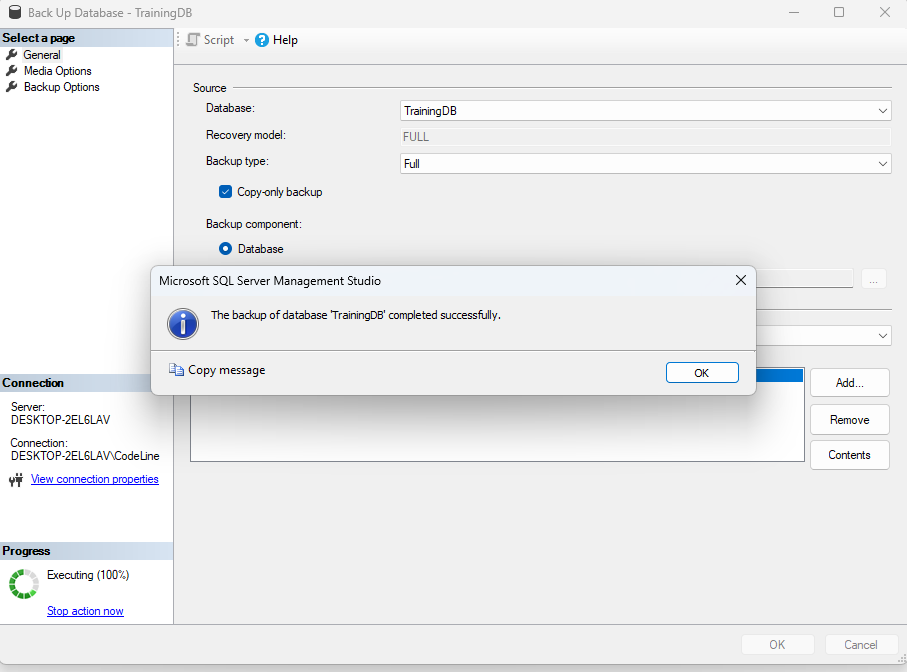 Back Up Database - TrainingDB
Select a page
General
Media Options
Backup Options
Script
Help
Source
Database:
TrainingDB
Recovery model:
FULL
Backup type:
Full
Copy-only backup
Backup component:
Database
...
Microsoft SQL Server Management Studio
The backup of database 'TrainingDB' completed successfully.
Copy message
OK
Add...
Remove
Contents
Connection
Server:
DESKTOP-2EL6LAV
Connection:
DESKTOP-2EL6LAV\CodeLine
View connection properties
Progress
Executing (100%)
Stop action now
OK
Cancel